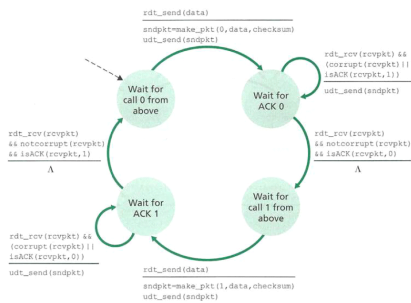 rdt_send(data)
sndpkt=make_pkt(0,data,checksum)
udt_send(sndpkt)
rdt_rcv(rcvpkt) &&
(corrupt(rcvpkt)||
isACK(rcvpkt,1))
udt_send(sndpkt)
Wait for
call 0 from
above
Wait for
ACK 0
rdt_rcv(rcvpkt)
&& notcorrupt(rcvpkt)
&& isACK(rcvpkt,1)
Λ
rdt_rcv(rcvpkt)
&& notcorrupt(rcvpkt)
&& isACK(rcvpkt,0)
Λ
Wait for
ACK 1
Wait for
call 1 from
above
rdt_rcv(rcvpkt) &&
(corrupt(rcvpkt)||
isACK(rcvpkt,0))
udt_send(sndpkt)
rdt_send(data)
sndpkt=make_pkt(1,data,checksum)
udt_send(sndpkt)